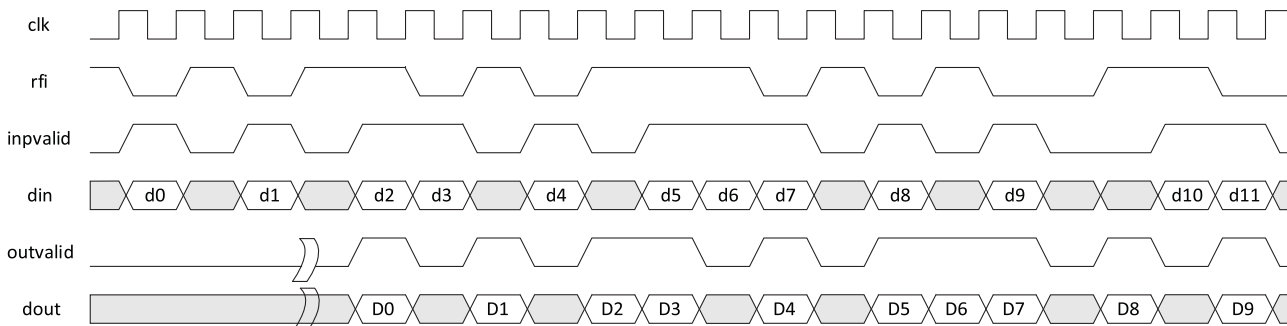 clk
rfi
inpvalid
din d0 d1 d2 d3 d4 d5 d6 d7 d8 d9 d10 d11
outvalid
dout D0 D1 D2 D3 D4 D5 D6 D7 D8 D9